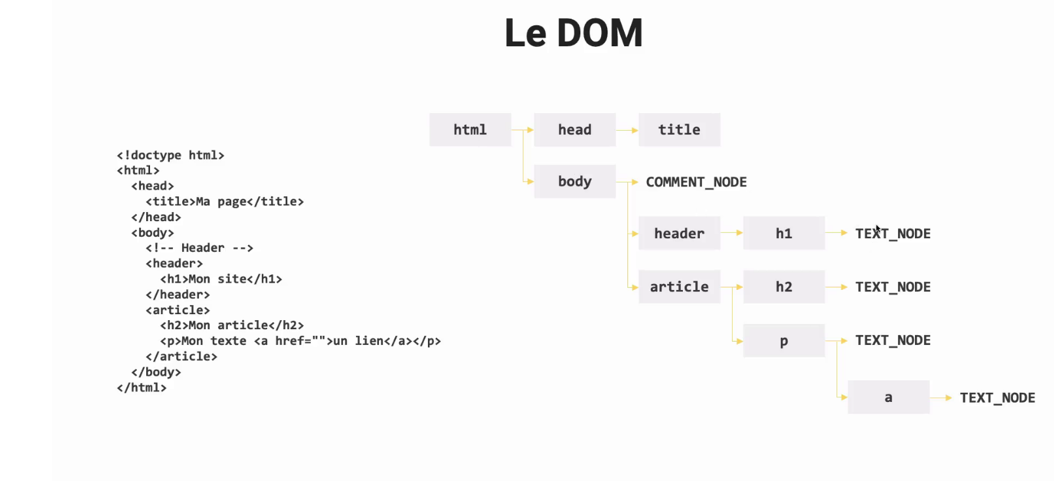 Le DOM
<!doctype html>
<html>
<head>
<title>Ma page</title>
</head>
<body>
<!-- Header -->
<header>
<h1>Mon site</h1>
</header>
<article>
<h2>Mon article</h2>
<p>Mon texte <a href="">un lien</a></p>
</article>
</body>
</html>
html head title
body COMMENT_NODE
header h1 TEXT_NODE
article h2 TEXT_NODE
p TEXT_NODE
a TEXT_NODE